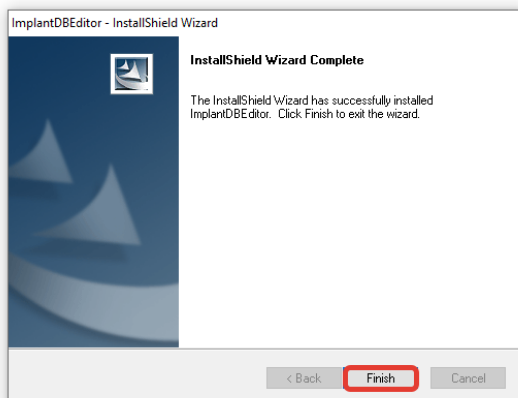 ImplantDBEditor - InstallShield Wizard
InstallShield Wizard Complete
The InstallShield Wizard has successfully installed
ImplantDBEditor. Click Finish to exit the wizard.
< Back Finish Cancel